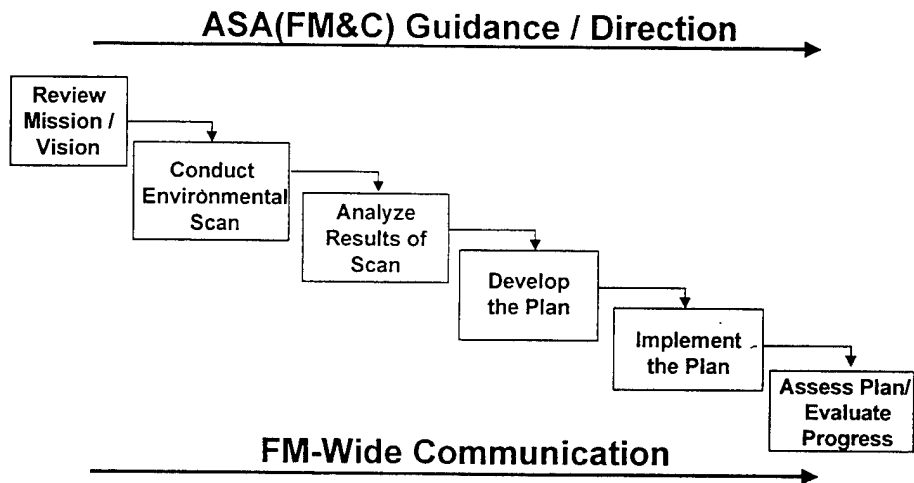 ASA(FM&C) Guidance / Direction
Review
Mission /
Vision
Conduct
Environmental
Scan
Analyze
Results of
Scan
Develop
the Plan
Implement
the Plan
Assess Plan/
Evaluate
Progress
FM-Wide Communication